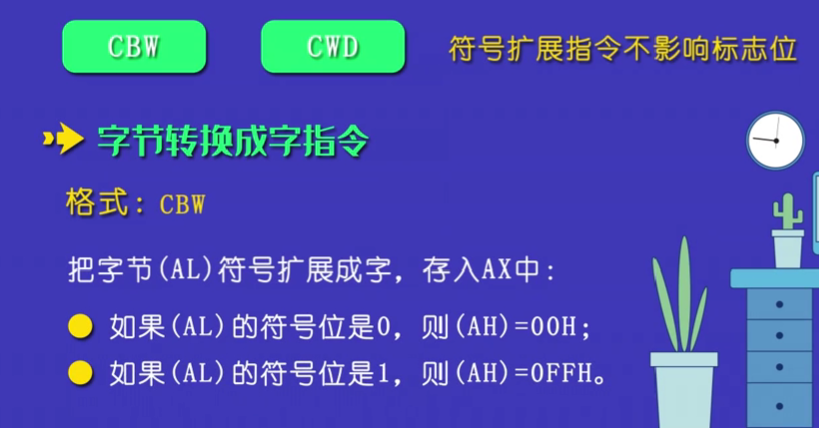 CBW CWD 符号扩展指令不影响标志位
字节转换成字指令
格式：CBW
把字节(AL)符号扩展成字，存入AX中：
如果(AL)的符号位是0，则(AH)=00H；
如果(AL)的符号位是1，则(AH)=0FFH。